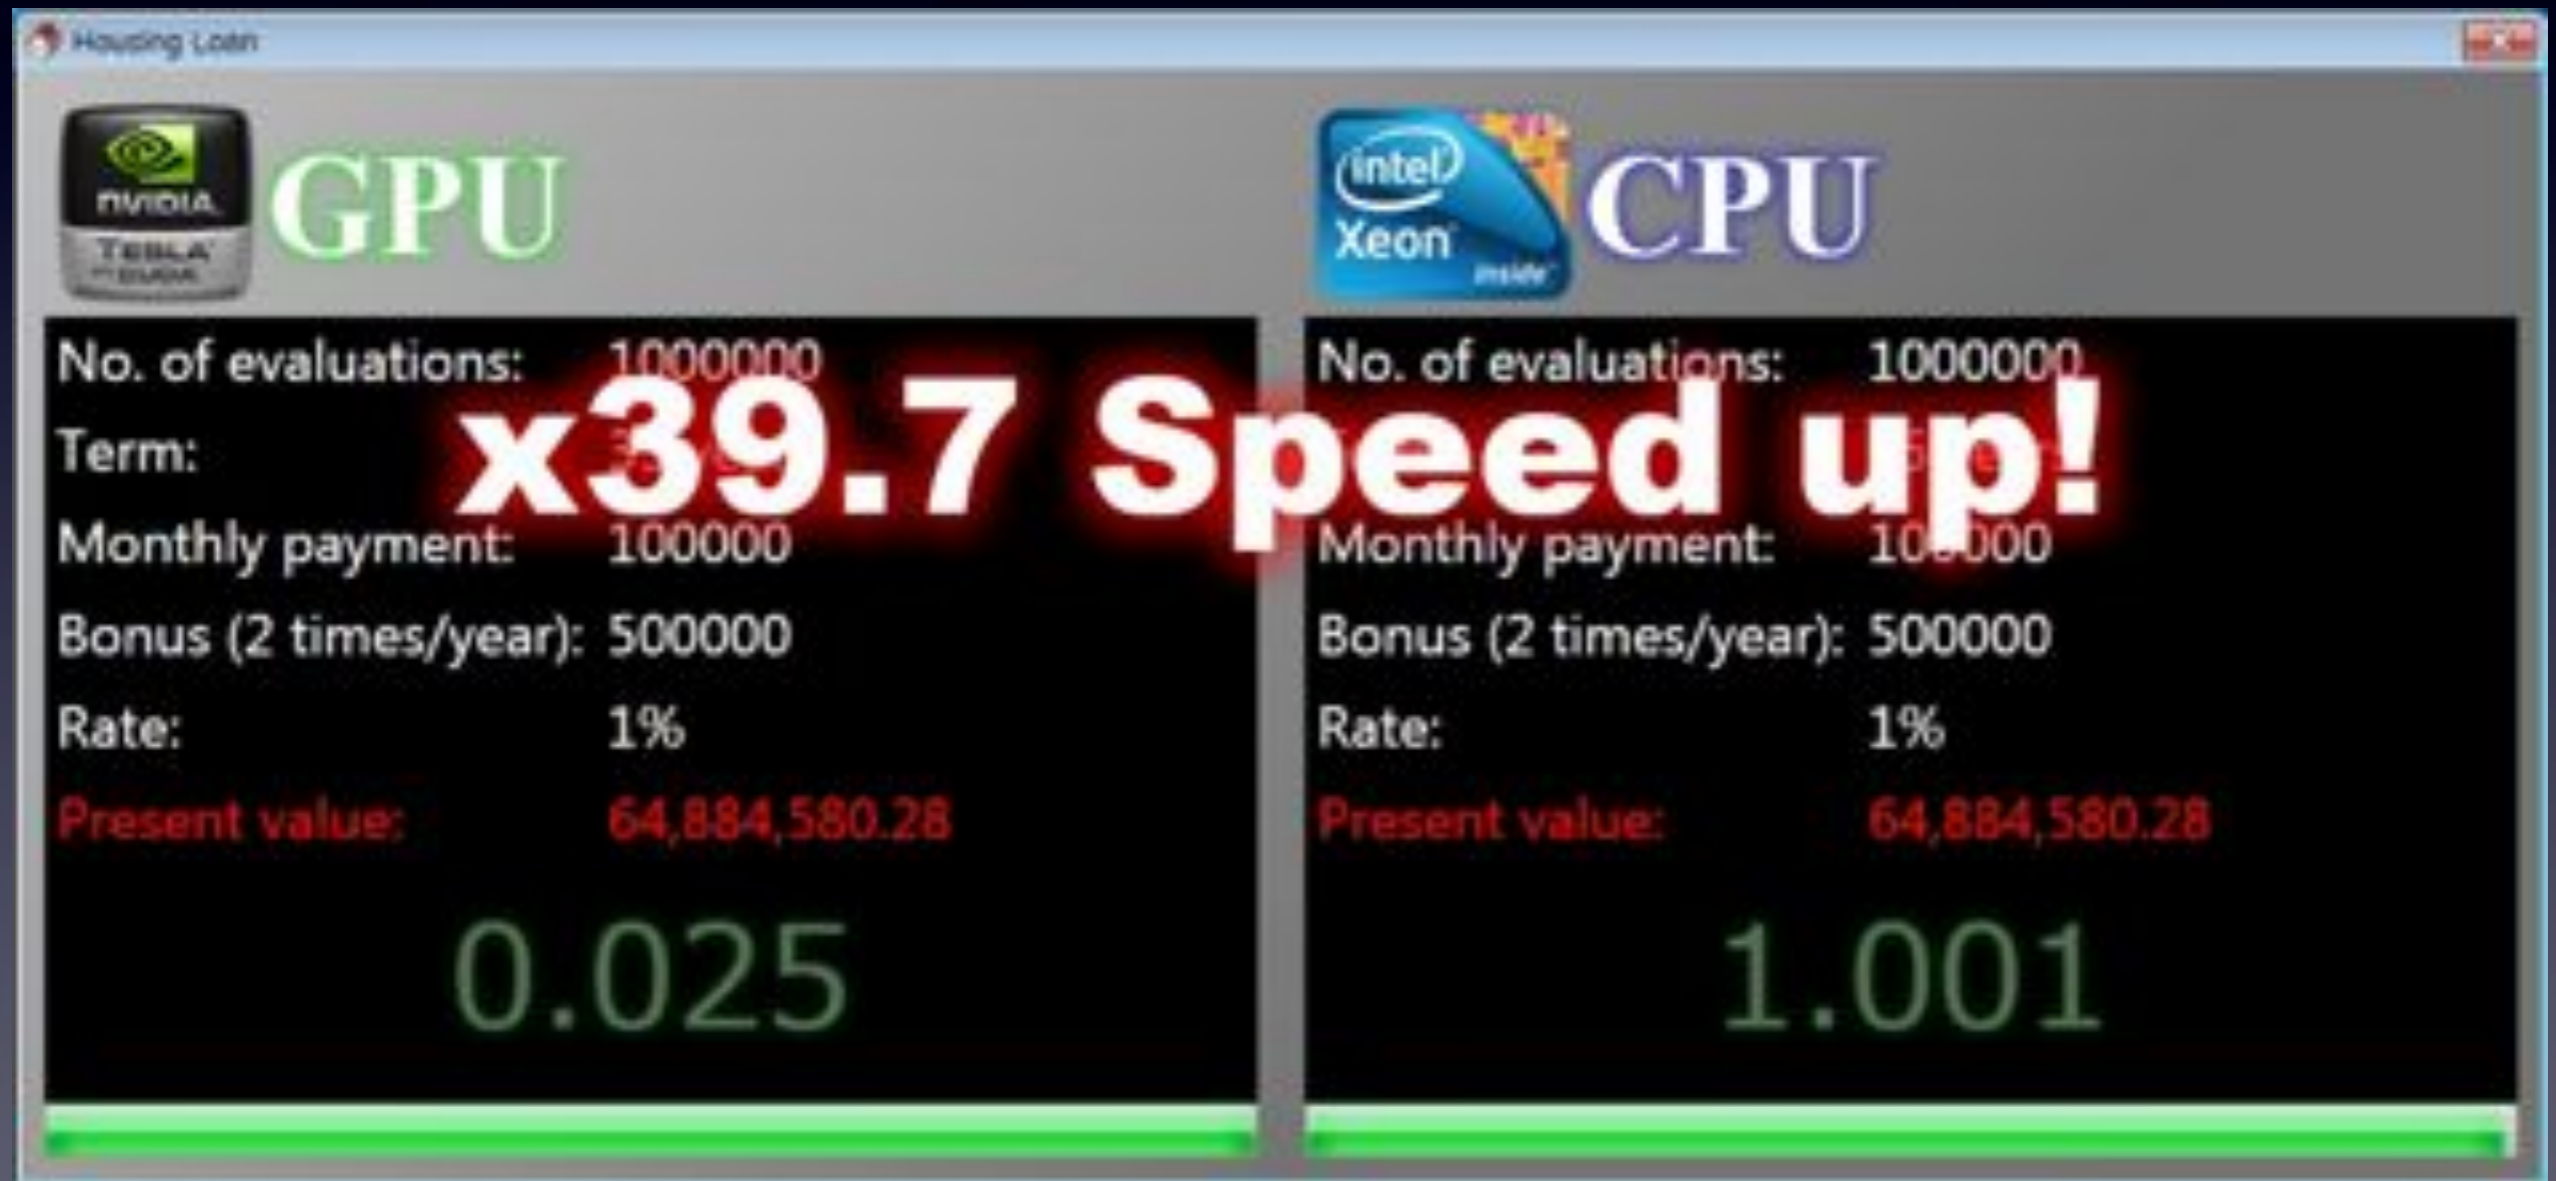 Housing Loan
nVIDIA
TESLA
GPU
intel
Xeon
inside
CPU
x39.7 Speed up!
No. of evaluations: 1000000
Term:
Monthly payment: 100000
Bonus (2 times/year): 500000
Rate: 1%
Present value: 64,884,580.28
0.025
No. of evaluations: 1000000
Monthly payment: 100000
Bonus (2 times/year): 500000
Rate: 1%
Present value: 64,884,580.28
1.001